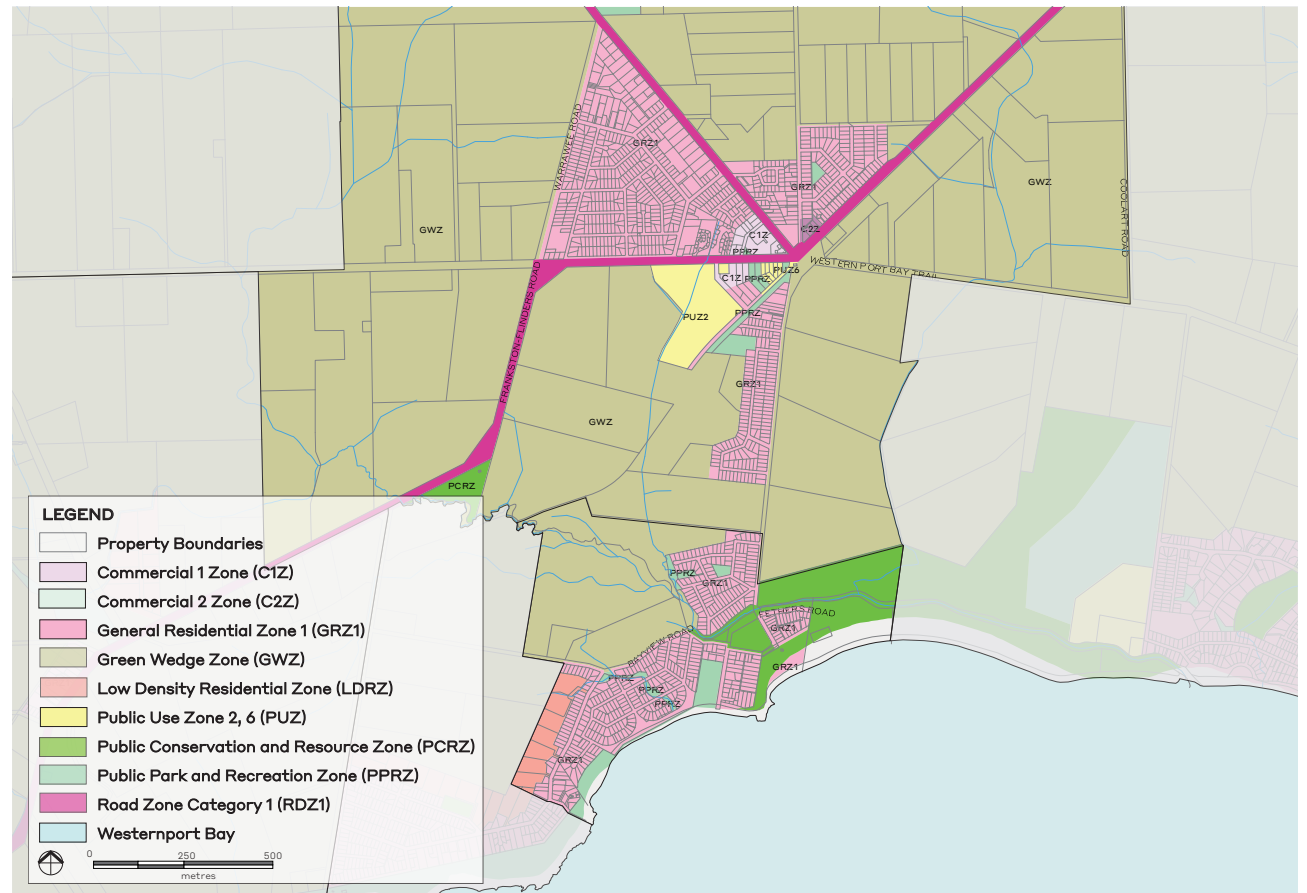 GRZ1
WARRAWEE ROAD
GWZ
COOLART ROAD
GRZ1
GWZ
C2Z
C1Z
PPRZ
WESTERN PORT BAY TRAIL
PUZ6
C1Z
PPRZ
PUZ2
PPRZ
FRANKSTON-FLINDERS ROAD
GRZ1
GWZ
PCRZ
PPRZ
GRZ1
FETHERS ROAD
GRZ1
BAYVIEW ROAD
GRZ1
PPRZ
PPRZ
PPRZ
GRZ1
LEGEND
Property Boundaries
Commercial 1 Zone (C1Z)
Commercial 2 Zone (C2Z)
General Residential Zone 1 (GRZ1)
Green Wedge Zone (GWZ)
Low Density Residential Zone (LDRZ)
Public Use Zone 2, 6 (PUZ)
Public Conservation and Resource Zone (PCRZ)
Public Park and Recreation Zone (PPRZ)
Road Zone Category 1 (RDZ1)
Westernport Bay
0 250 500
metres